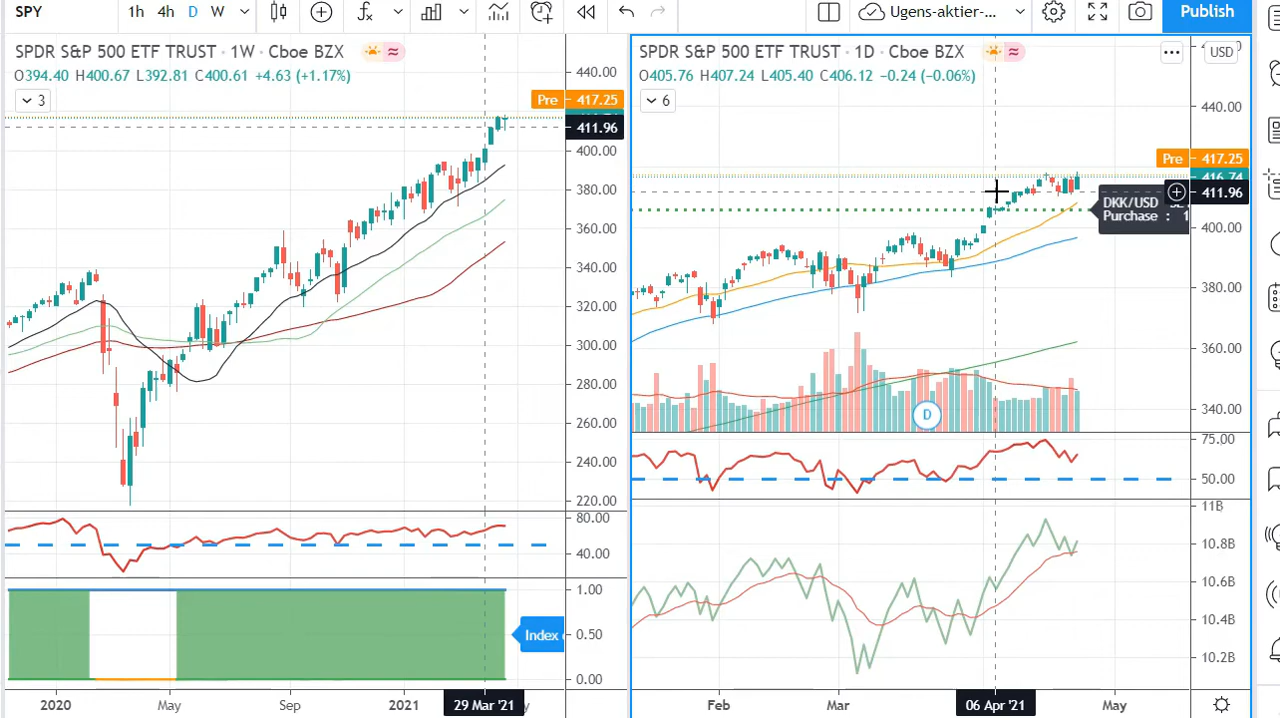 SPY
1h 4h D W
Ugens-aktier-...
Publish
SPDR S&P 500 ETF TRUST · 1W · Cboe BZX
O394.40 H400.67 L392.81 C400.61 +4.63 (+1.17%)
3
440.00
Pre 417.25
411.96
400.00
380.00
360.00
340.00
320.00
300.00
280.00
260.00
240.00
220.00
80.00
40.00
1.00
Index
0.50
0.00
2020 May Sep 2021 29 Mar '21
SPDR S&P 500 ETF TRUST · 1D · Cboe BZX
USD
O405.76 H407.24 L405.40 C406.12 −0.24 (−0.06%)
6
440.00
Pre 417.25
416.74
411.96
DKK/USD
Purchase : 1
400.00
380.00
360.00
D
340.00
75.00
50.00
11B
10.8B
10.6B
10.4B
10.2B
Feb Mar 06 Apr '21 May